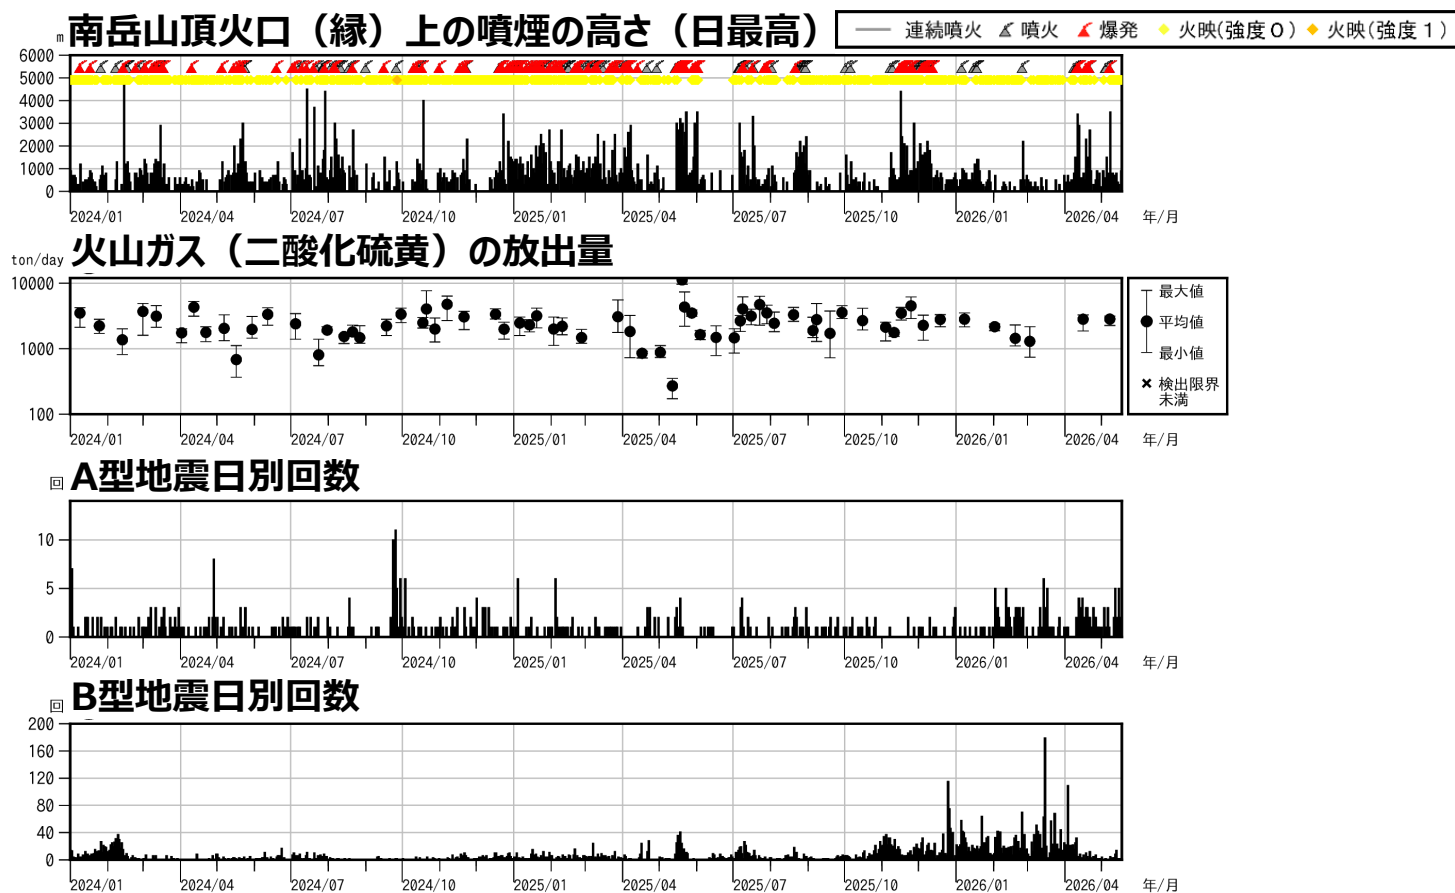 南岳山頂火口（縁）上の噴煙の高さ（日最高）
連続噴火 噴火 爆発 火映(強度０) 火映(強度１)
m
6000
5000
4000
3000
2000
1000
0
2024/01 2024/04 2024/07 2024/10 2025/01 2025/04 2025/07 2025/10 2026/01 2026/04 年/月
火山ガス（二酸化硫黄）の放出量
ton/day
10000
1000
100
最大値
平均値
最小値
検出限界
未満
2024/01 2024/04 2024/07 2024/10 2025/01 2025/04 2025/07 2025/10 2026/01 2026/04 年/月
A型地震日別回数
回
10
5
0
2024/01 2024/04 2024/07 2024/10 2025/01 2025/04 2025/07 2025/10 2026/01 2026/04 年/月
B型地震日別回数
回
200
160
120
80
40
0
2024/01 2024/04 2024/07 2024/10 2025/01 2025/04 2025/07 2025/10 2026/01 2026/04 年/月